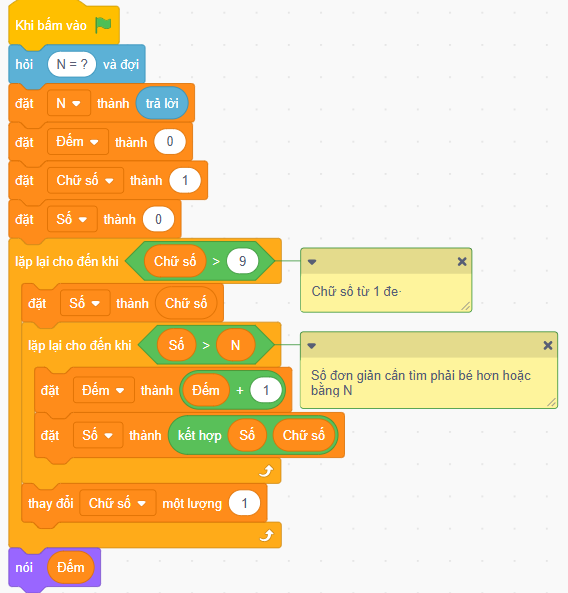 Khi bấm vào
hỏi N = ? và đợi
đặt N thành trả lời
đặt Đếm thành 0
đặt Chữ số thành 1
đặt Số thành 0
lặp lại cho đến khi Chữ số > 9
Chữ số từ 1 đe
đặt Số thành Chữ số
lặp lại cho đến khi Số > N
Số đơn giản cần tìm phải bé hơn hoặc
bằng N
đặt Đếm thành Đếm + 1
đặt Số thành kết hợp Số Chữ số
thay đổi Chữ số một lượng 1
nói Đếm